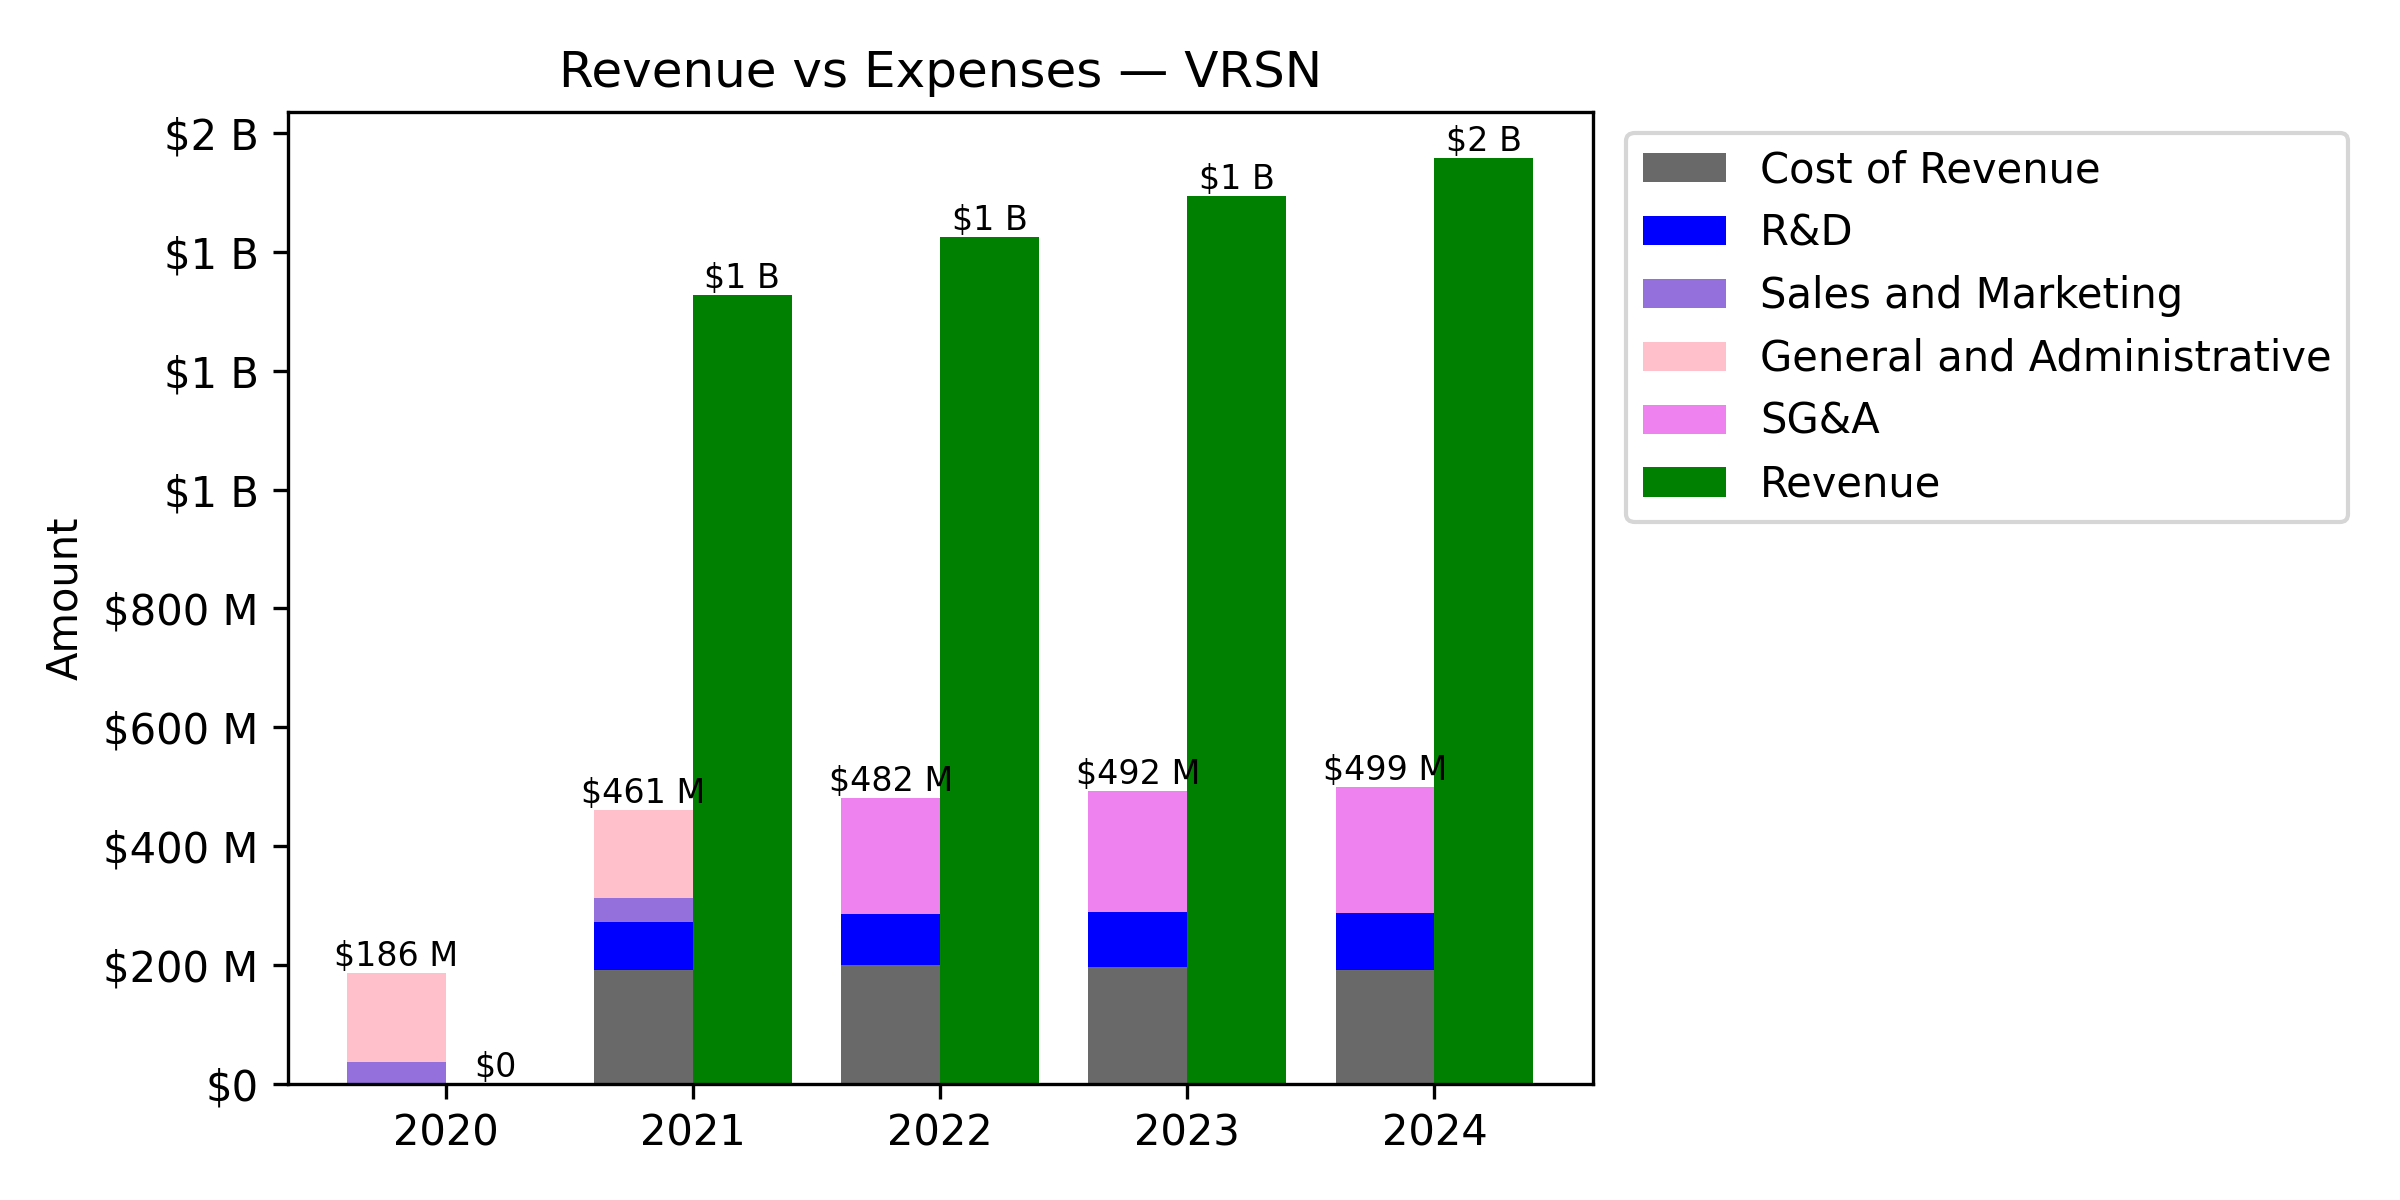 Revenue vs Expenses — VRSN
$2 B
$1 B
$1 B
$1 B
$800 M
$600 M
$400 M
$200 M
$0
Amount
$186 M
$0
$461 M
$1 B
$482 M
$1 B
$492 M
$1 B
$499 M
$2 B
2020
2021
2022
2023
2024
Cost of Revenue
R&D
Sales and Marketing
General and Administrative
SG&A
Revenue